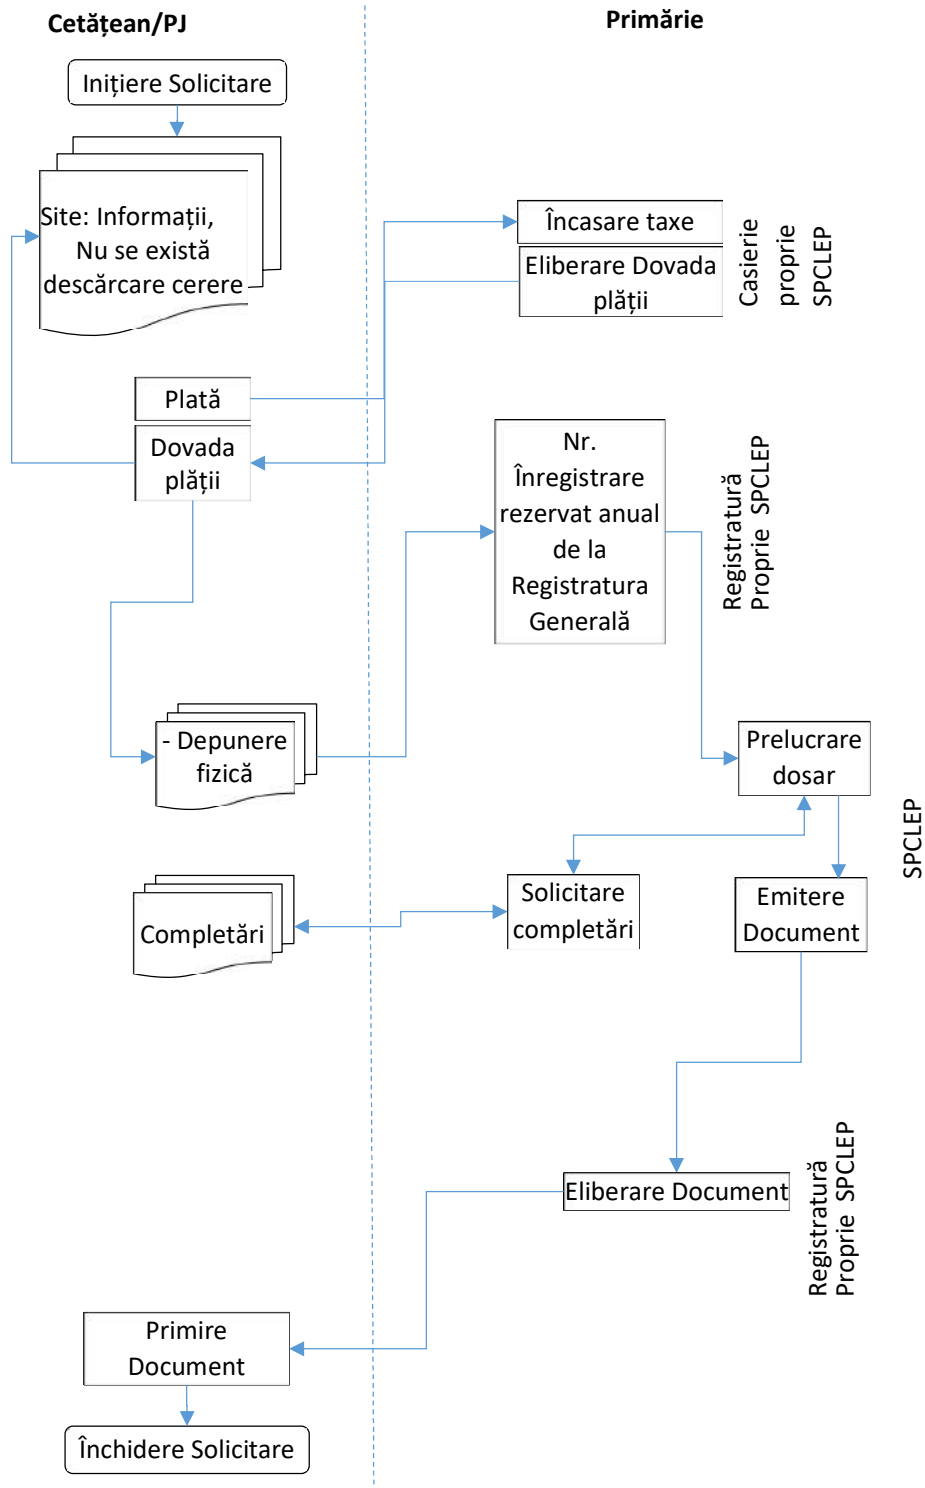 Cetățean/PJ
Primărie
Inițiere Solicitare
Site: Informații,
Nu se există
descărcare cerere
Încasare taxe
Eliberare Dovada
plății
Casierie
proprie
SPCLEP
Plată
Dovada
plății
Nr.
Înregistrare
rezervat anual
de la
Registratura
Generală
Registratură
Proprie SPCLEP
- Depunere
fizică
Prelucrare
dosar
SPCLEP
Completări
Solicitare
completări
Emitere
Document
Eliberare Document
Registratură
Proprie SPCLEP
Primire
Document
Închidere Solicitare